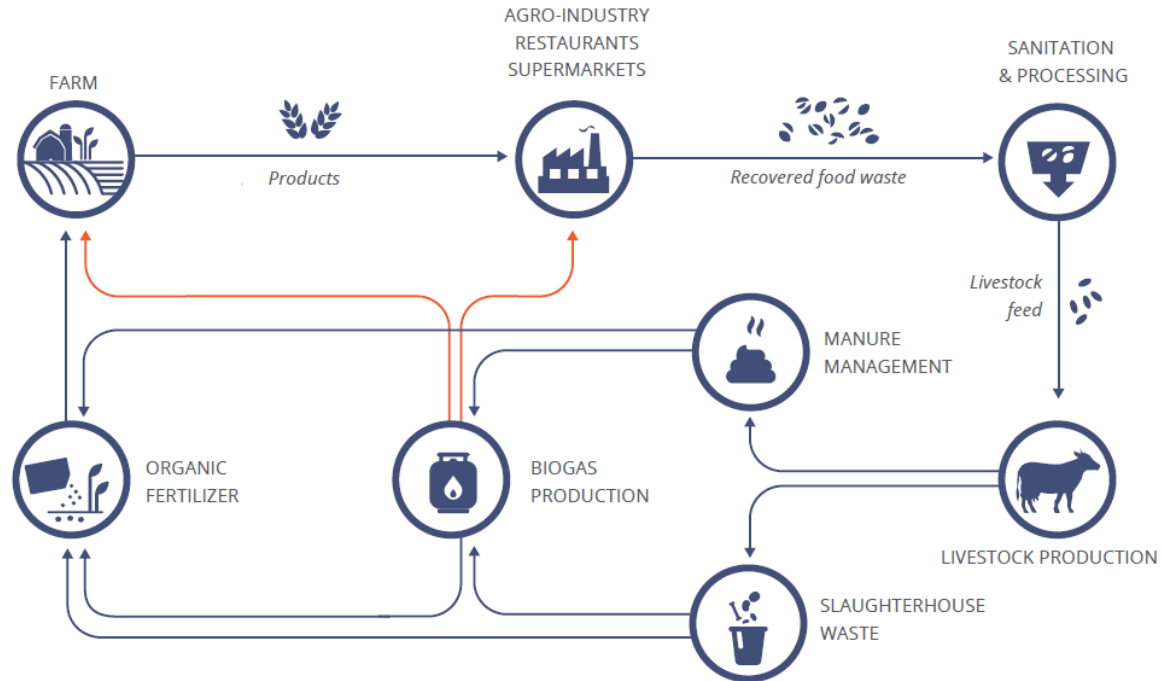 AGRO-INDUSTRY
RESTAURANTS
SUPERMARKETS
SANITATION
& PROCESSING
FARM
Products
Recovered food waste
Livestock
feed
MANURE
MANAGEMENT
ORGANIC
FERTILIZER
BIOGAS
PRODUCTION
LIVESTOCK PRODUCTION
SLAUGHTERHOUSE
WASTE